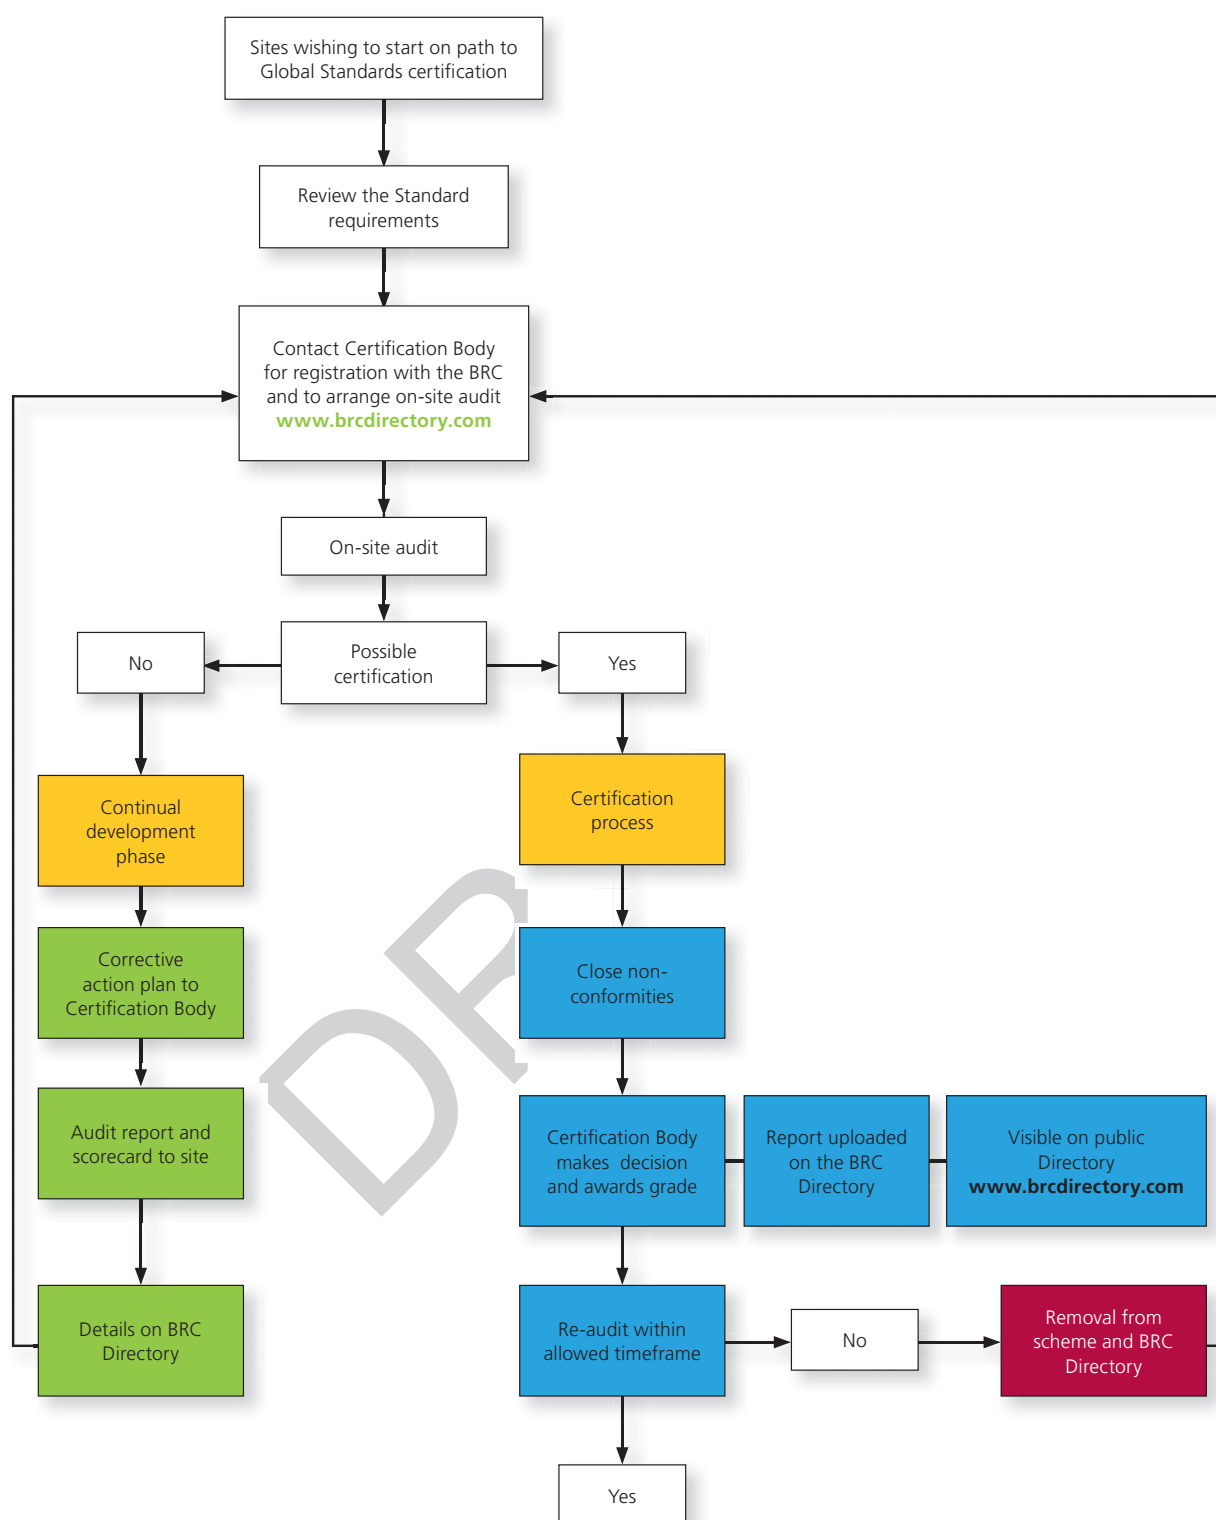 Sites wishing to start on path to
Global Standards certification
Review the Standard
requirements
Contact Certification Body
for registration with the BRC
and to arrange on-site audit
www.brcdirectory.com
On-site audit
No
Possible
certification
Yes
Continual
development
phase
Certification
process
Corrective
action plan to
Certification Body
Close non-
conformities
Audit report and
scorecard to site
Certification Body
makes decision
and awards grade
Report uploaded
on the BRC
Directory
Visible on public
Directory
www.brcdirectory.com
Details on BRC
Directory
Re-audit within
allowed timeframe
No
Removal from
scheme and BRC
Directory
Yes
DR